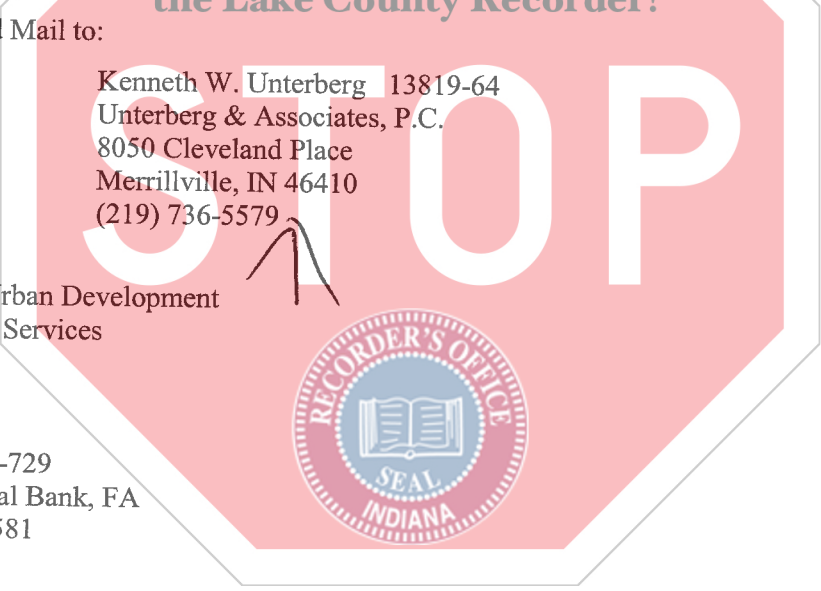 the Lake County Recorder!
Mail to:
Kenneth W. Unterberg 13819-64
Unterberg & Associates, P.C.
8050 Cleveland Place
Merrillville, IN 46410
(219) 736-5579
STOP
rban Development
Services
RECORDER'S OFFICE
SEAL
INDIANA
-729
al Bank, FA
581